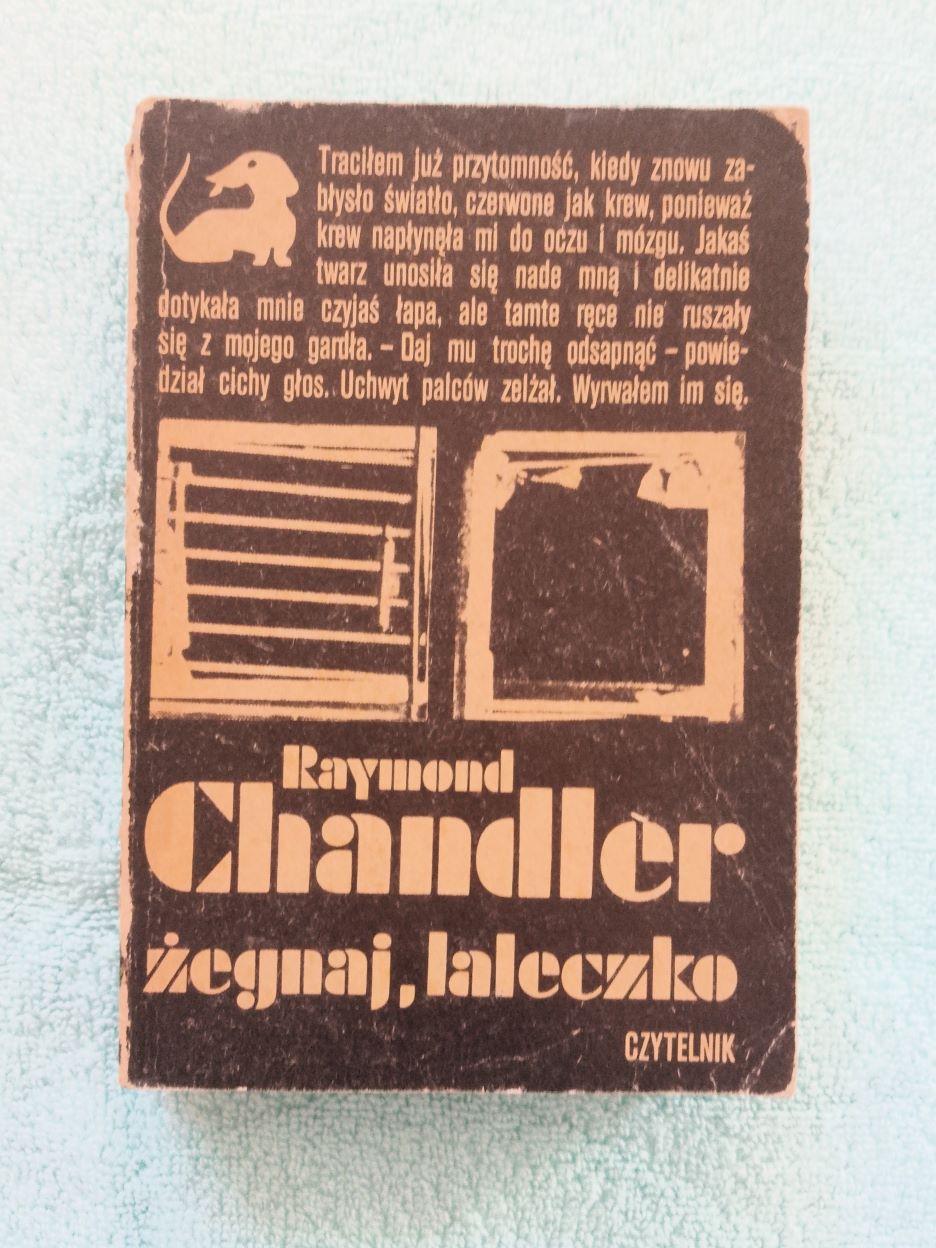 Traciłem już przytomność, kiedy znowu za-
błysło światło, czerwone jak krew, ponieważ
krew napłynęła mi do oczu i mózgu. Jakaś
twarz unosiła się nade mną i delikatnie
dotykała mnie czyjaś łapa, ale tamte ręce nie ruszały
się z mojego gardła. – Daj mu trochę odsapnąć – powie-
dział cichy głos. Uchwyt palców zelżał. Wyrwałem im się.
Raymond
Chandler
żegnaj, laleczko
CZYTELNIK